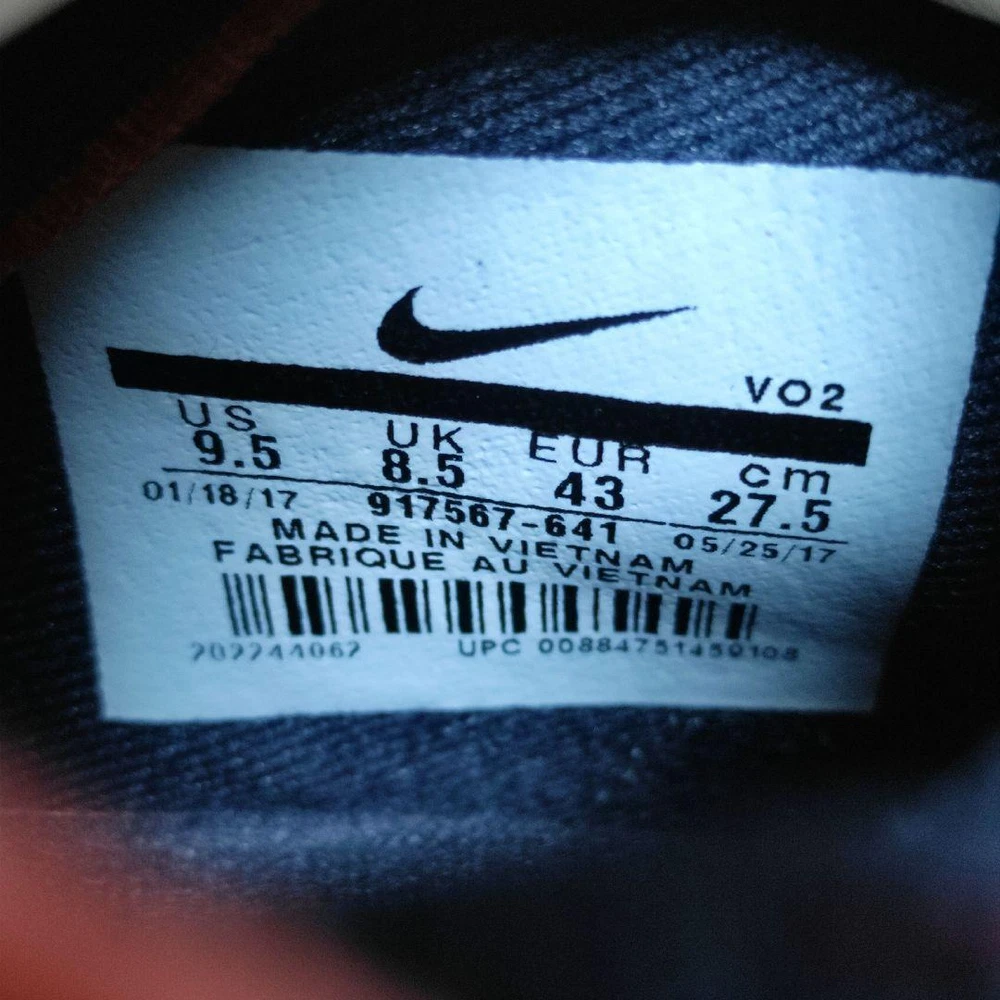 VO2
US UK EUR cm
9.5 8.5 43 27.5
01/18/17 917567-641 05/25/17
MADE IN VIETNAM
FABRIQUE AU VIETNAM
202244062 UPC 00884751459108